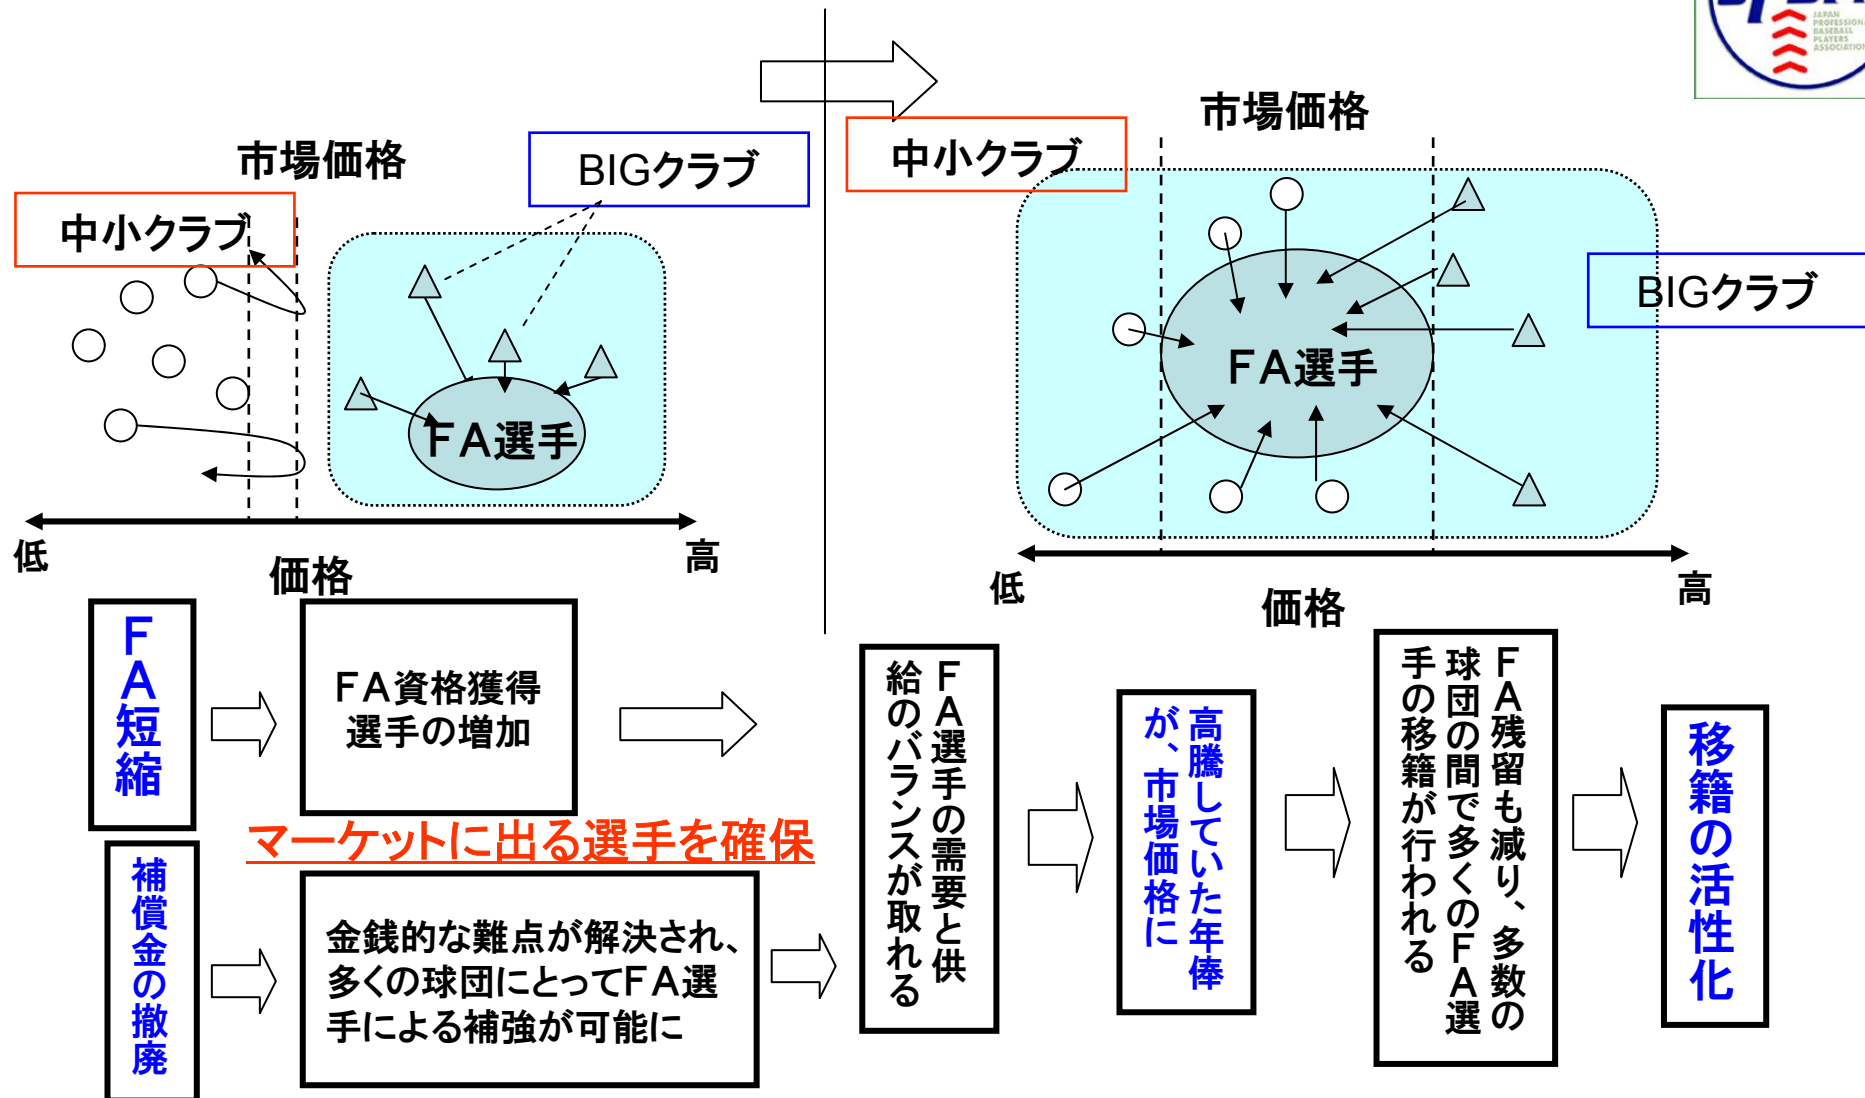 JAPAN
PROFESSIONAL
BASEBALL
PLAYERS
ASSOCIATION
市場価格
BIGクラブ
中小クラブ
FA選手
低
高
価格
市場価格
中小クラブ
BIGクラブ
FA選手
低
高
価格
FA短縮
FA資格獲得
選手の増加
マーケットに出る選手を確保
補償金の撤廃
金銭的な難点が解決され、
多くの球団にとってFA選
手による補強が可能に
FA選手の需要と供
給のバランスが取れる
高騰していた年俸
が、市場価格に
FA残留も減り、多数の
球団の間で多くのFA選
手の移籍が行われる
移籍の活性化